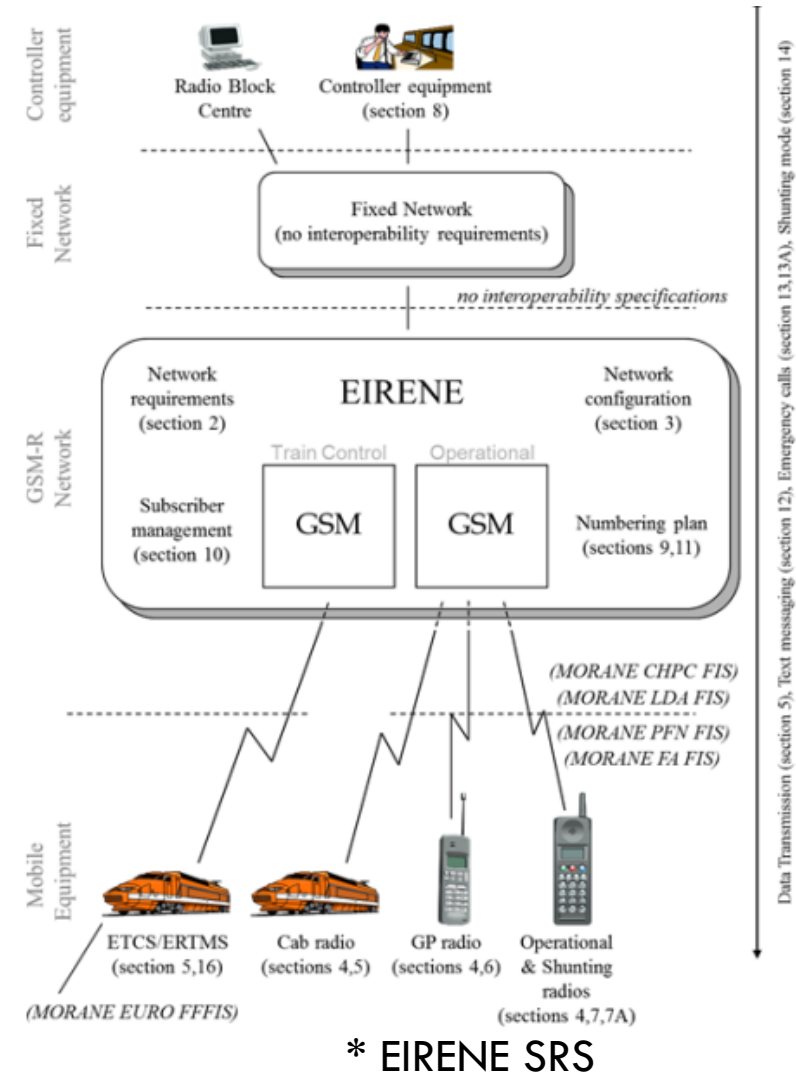 Controller
equipment
Radio Block
Centre
Controller equipment
(section 8)
Fixed
Network
Fixed Network
(no interoperability requirements)
no interoperability specifications
GSM-R
Network
Network
requirements
(section 2)
EIRENE
Network
configuration
(section 3)
Train Control
Operational
Subscriber
management
(section 10)
GSM
GSM
Numbering plan
(sections 9,11)
(MORANE CHPC FIS)
(MORANE LDA FIS)
(MORANE PFN FIS)
(MORANE FA FIS)
Mobile
Equipment
ETCS/ERTMS
(section 5,16)
Cab radio
(sections 4,5)
GP radio
(sections 4,6)
Operational
& Shunting
radios
(sections 4,7,7A)
(MORANE EURO FFFIS)
Data Transmission (section 5), Text messaging (section 12), Emergency calls (section 13,13A), Shunting mode (section 14)
* EIRENE SRS